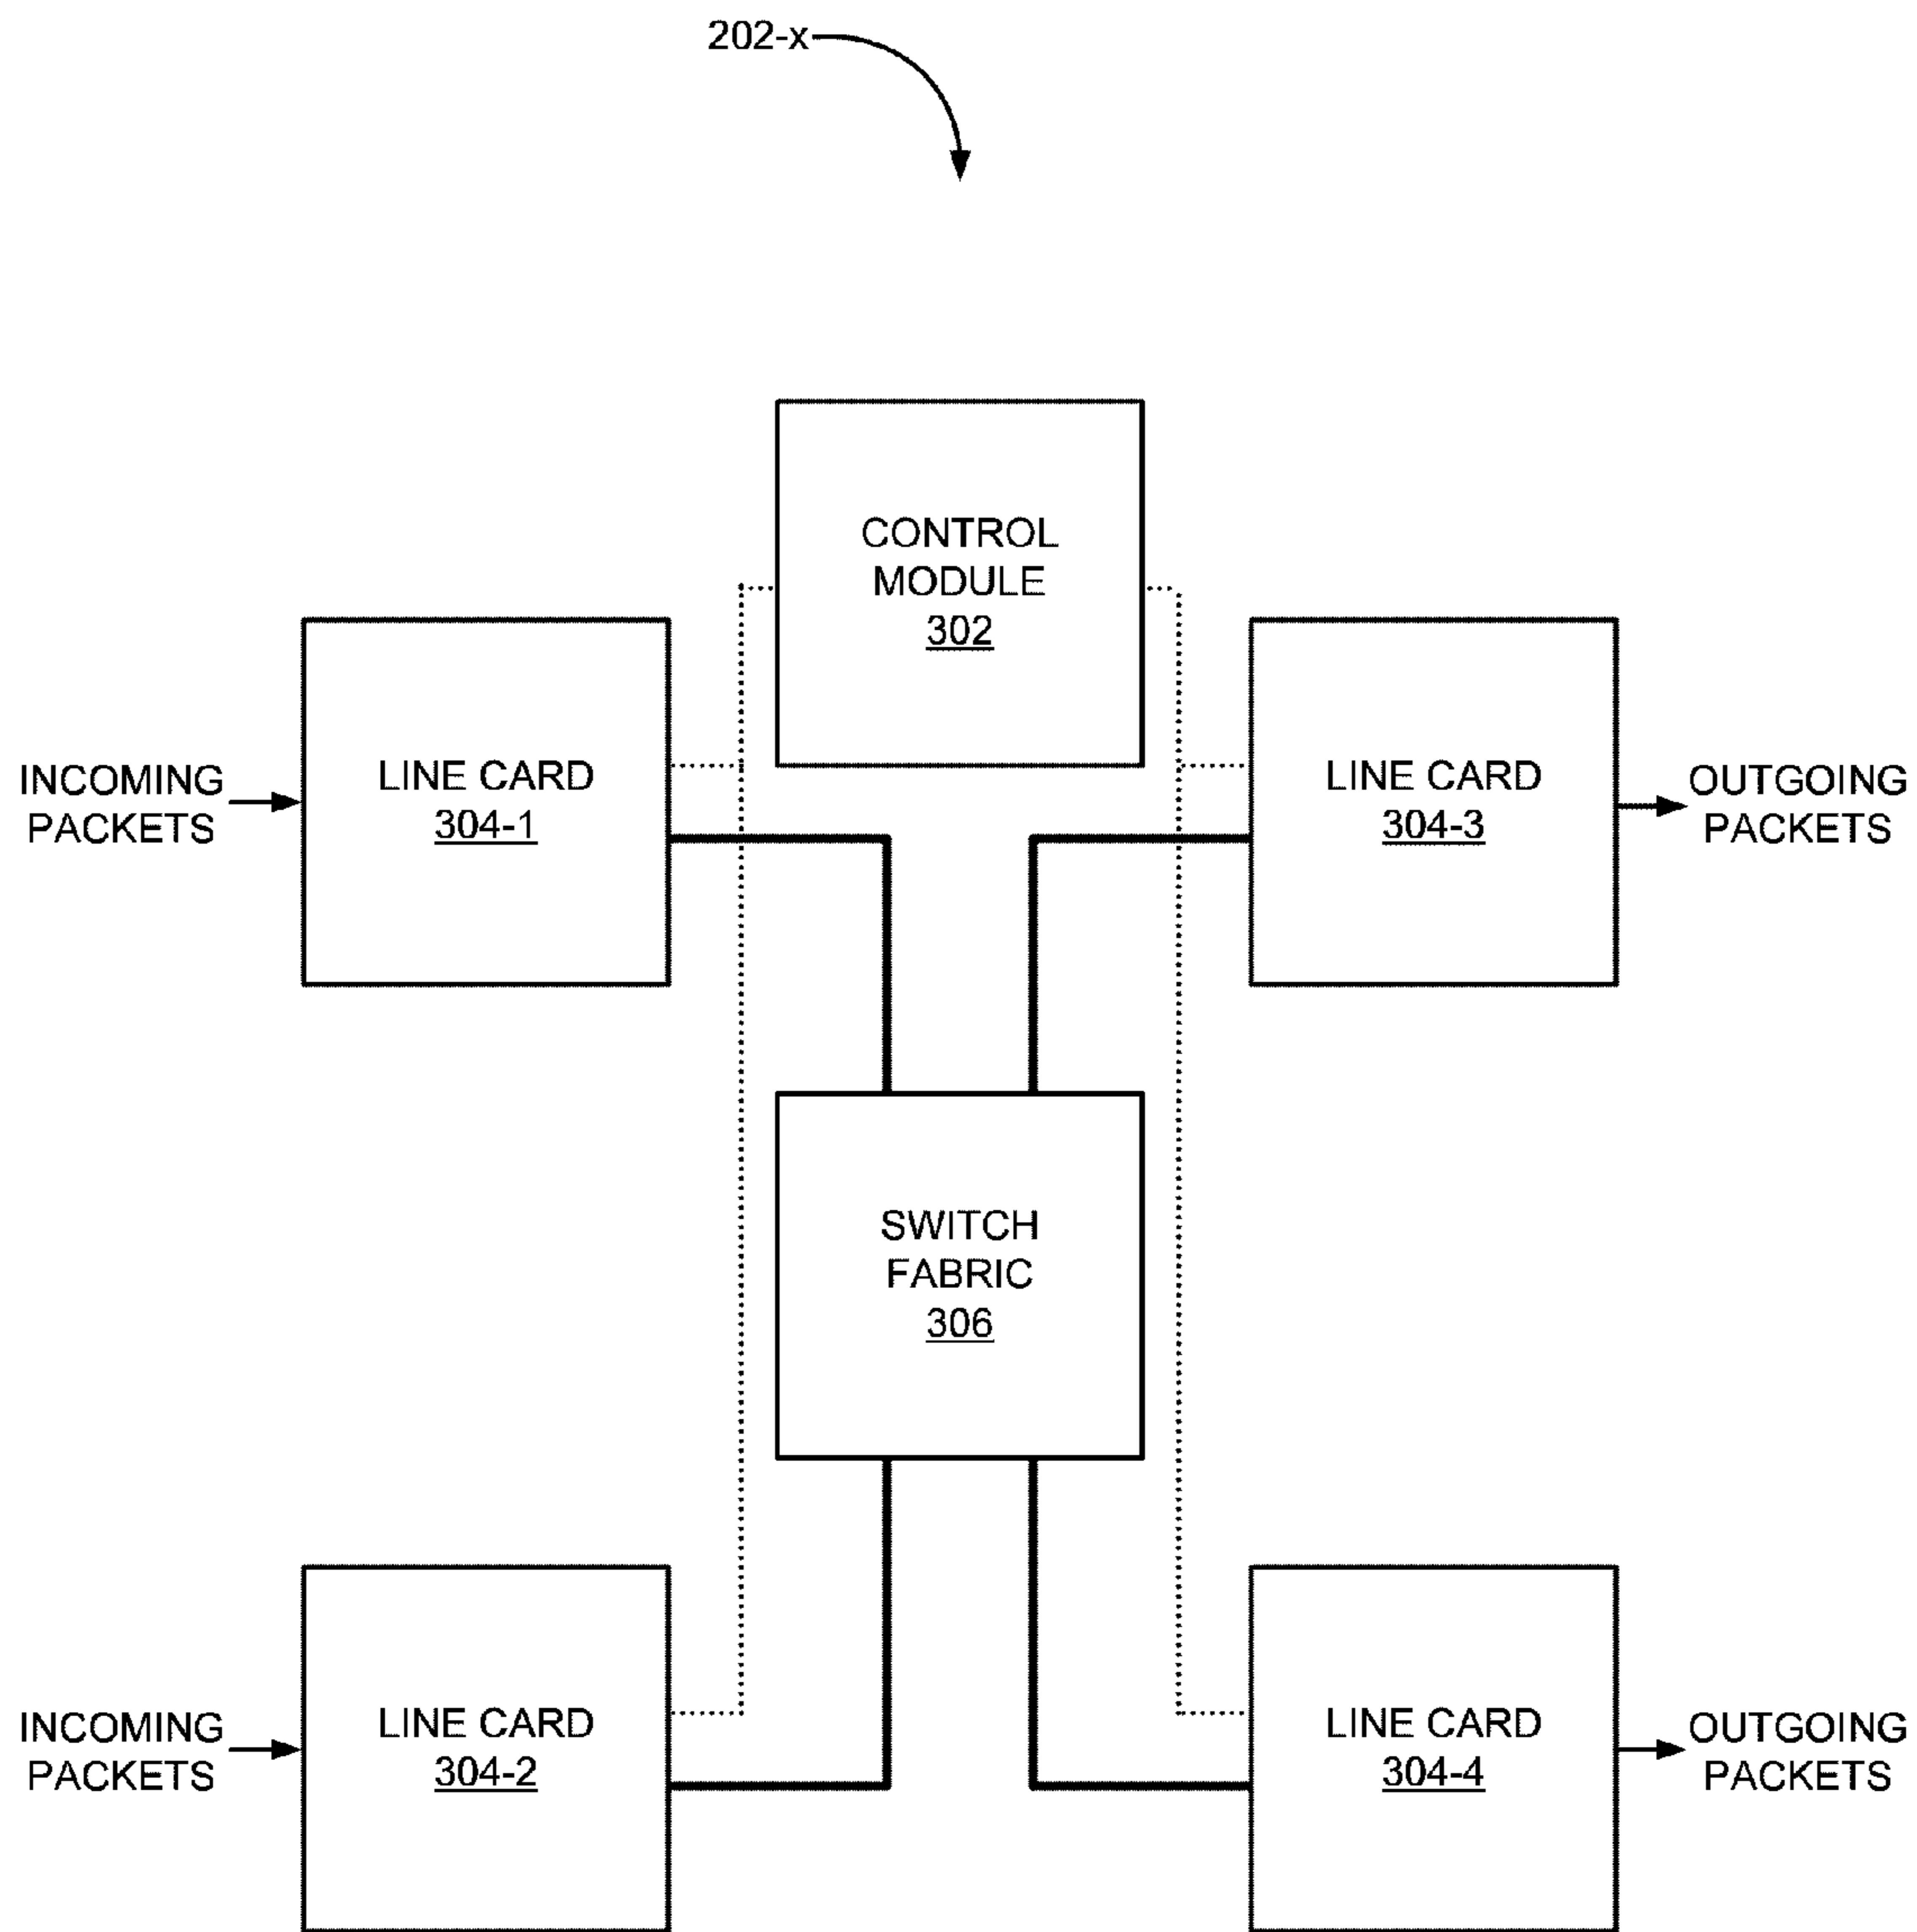 202-x
CONTROL
MODULE
302
INCOMING
PACKETS
LINE CARD
304-1
LINE CARD
304-3
OUTGOING
PACKETS
SWITCH
FABRIC
306
INCOMING
PACKETS
LINE CARD
304-2
LINE CARD
304-4
OUTGOING
PACKETS